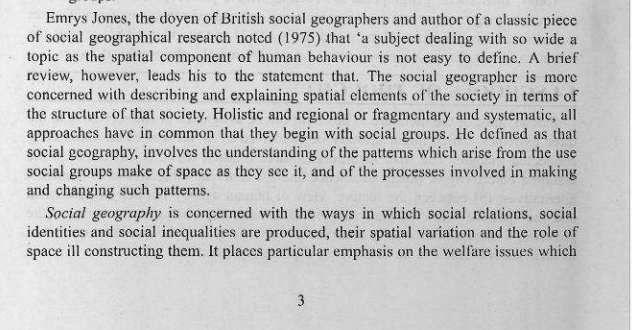 Emrys Jones, the doyen of British social geographers and author of a classic piece
of social geographical research noted (1975) that ‘a subject dealing with so wide a
topic as the spatial component of human behaviour is not easy to define. A brief
review, however, leads his to the statement that. The social geographer is more
concerned with describing and explaining spatial elements of the society in terms of
the structure of that society. Holistic and regional or fragmentary and systematic, all
approaches have in common that they begin with social groups. He defined as that
social geography, involves the understanding of the patterns which arise from the use
social groups make of space as they see it, and of the processes involved in making
and changing such patterns.
Social geography is concerned with the ways in which social relations, social
identities and social inequalities are produced, their spatial variation and the role of
space ill constructing them. It places particular emphasis on the welfare issues which
3